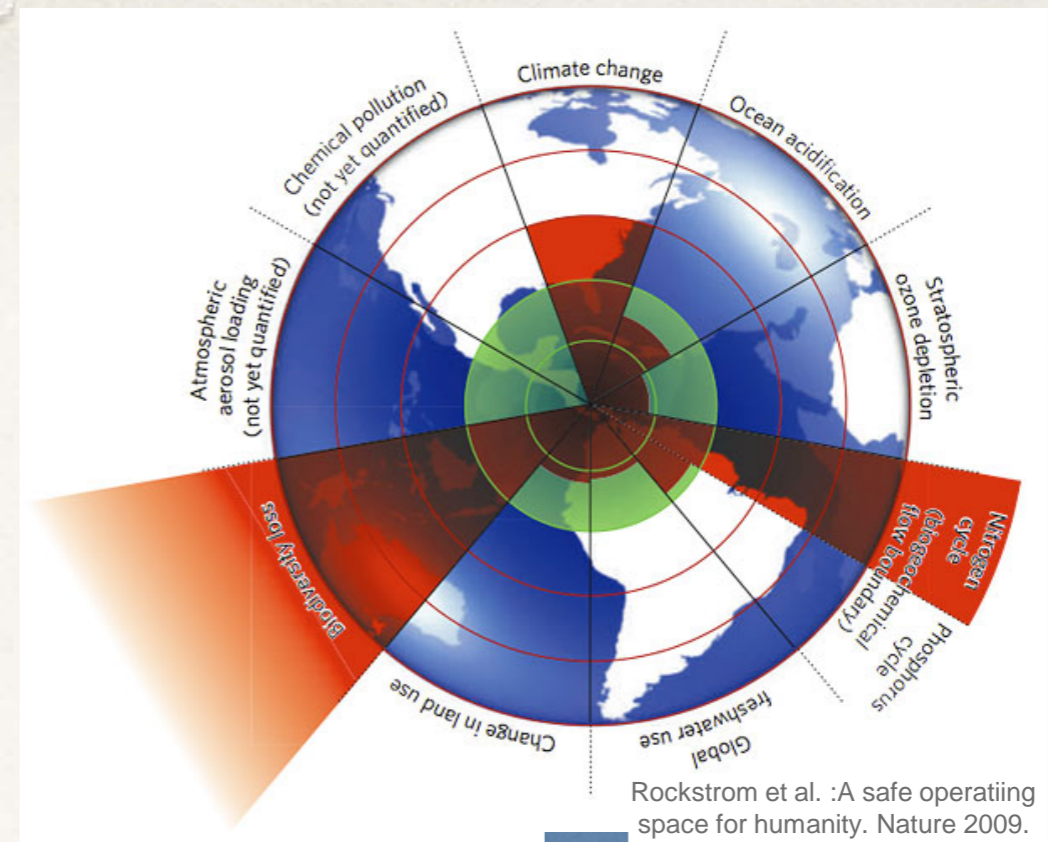 Climate change
Ocean acidification
Stratospheric
ozone depletion
Nitrogen
cycle
(biogeochemical
flow boundary)
Phosphorus
cycle
Global
freshwater use
Change in land use
Biodiversity loss
Atmospheric
aerosol loading
(not yet quantified)
Chemical pollution
(not yet quantified)
Rockstrom et al. :A safe operatiing
space for humanity. Nature 2009.